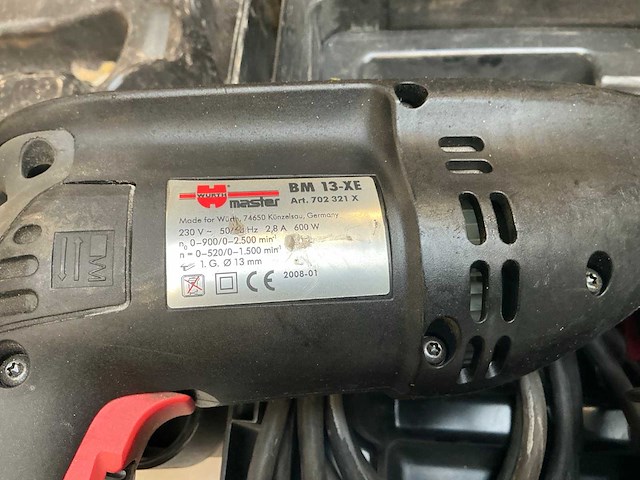 WÜRTH master BM 13-XE
Art. 702 321 X
Made for Würth, 74650 Künzelsau, Germany
230 V ~ 50/60 Hz 2,8 A 600 W
n₀ 0–900/0–2.500 min⁻¹
n = 0–520/0–1.500 min⁻¹
1. G. Ø 13 mm
CE 2008-01
M